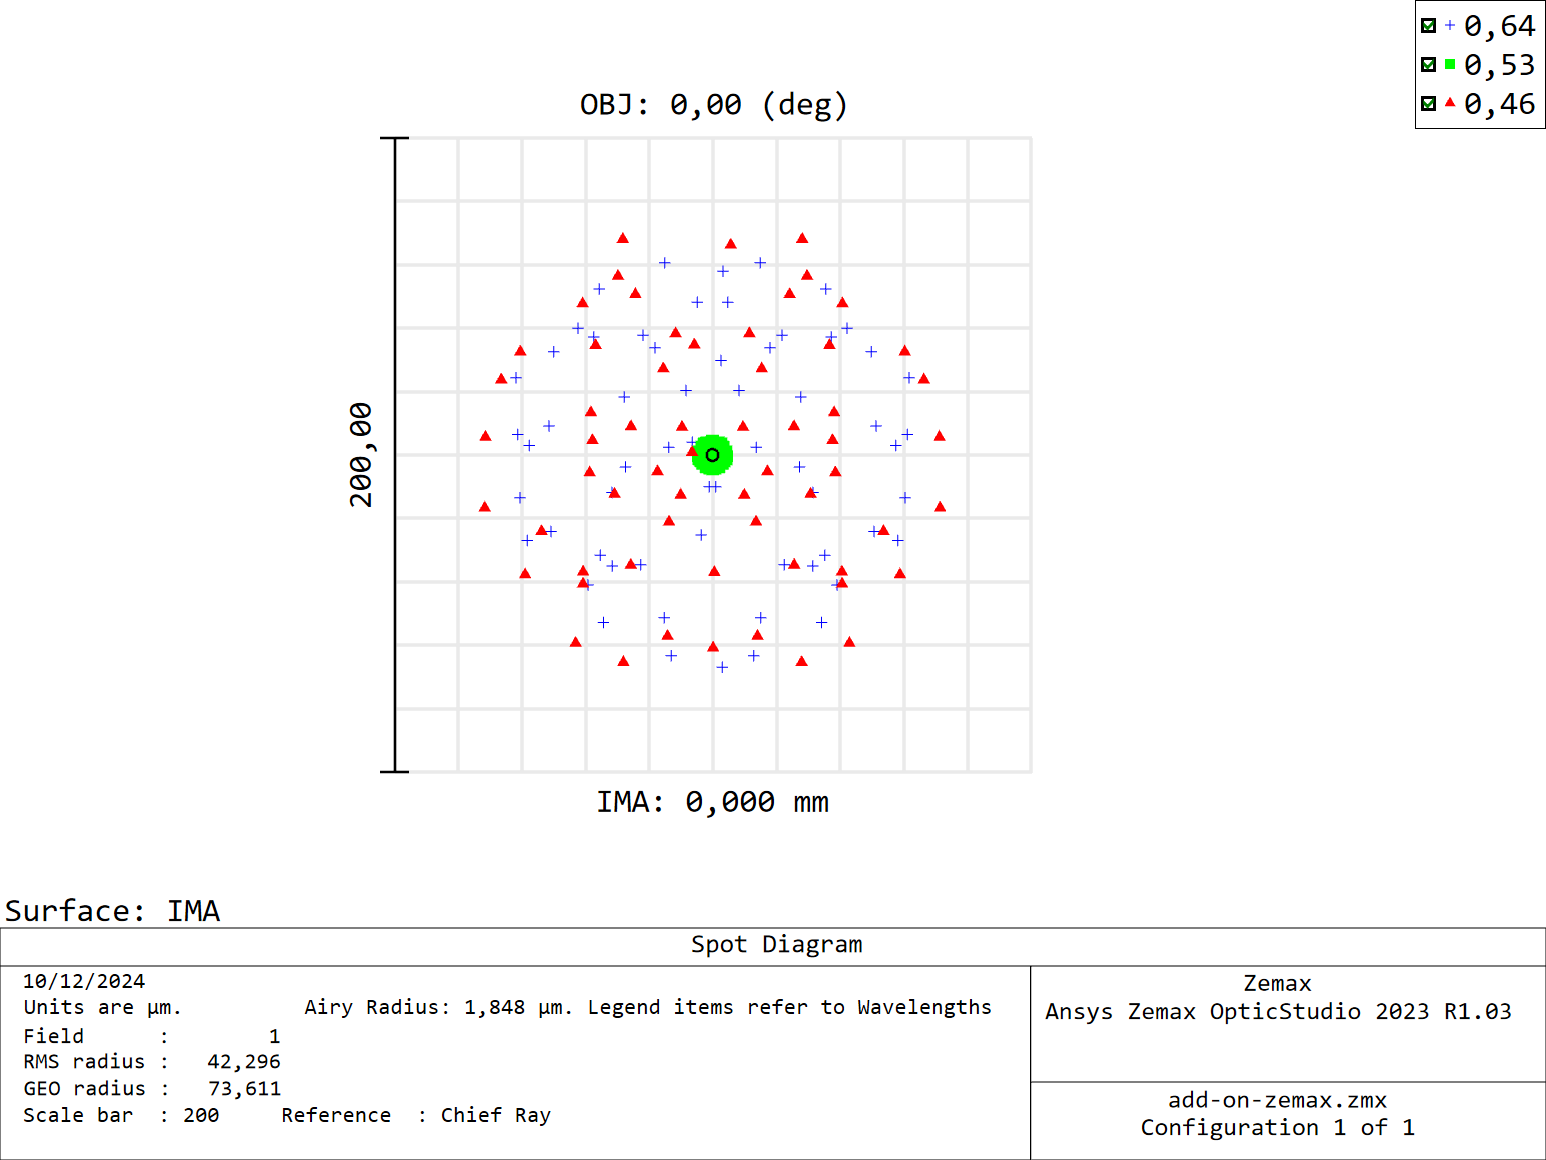 0,64
0,53
0,46
OBJ: 0,00 (deg)
200,00
IMA: 0,000 mm
Surface: IMA
Spot Diagram
10/12/2024
Units are µm. Airy Radius: 1,848 µm. Legend items refer to Wavelengths
Field : 1
RMS radius : 42,296
GEO radius : 73,611
Scale bar : 200 Reference : Chief Ray
Zemax
Ansys Zemax OpticStudio 2023 R1.03
add-on-zemax.zmx
Configuration 1 of 1